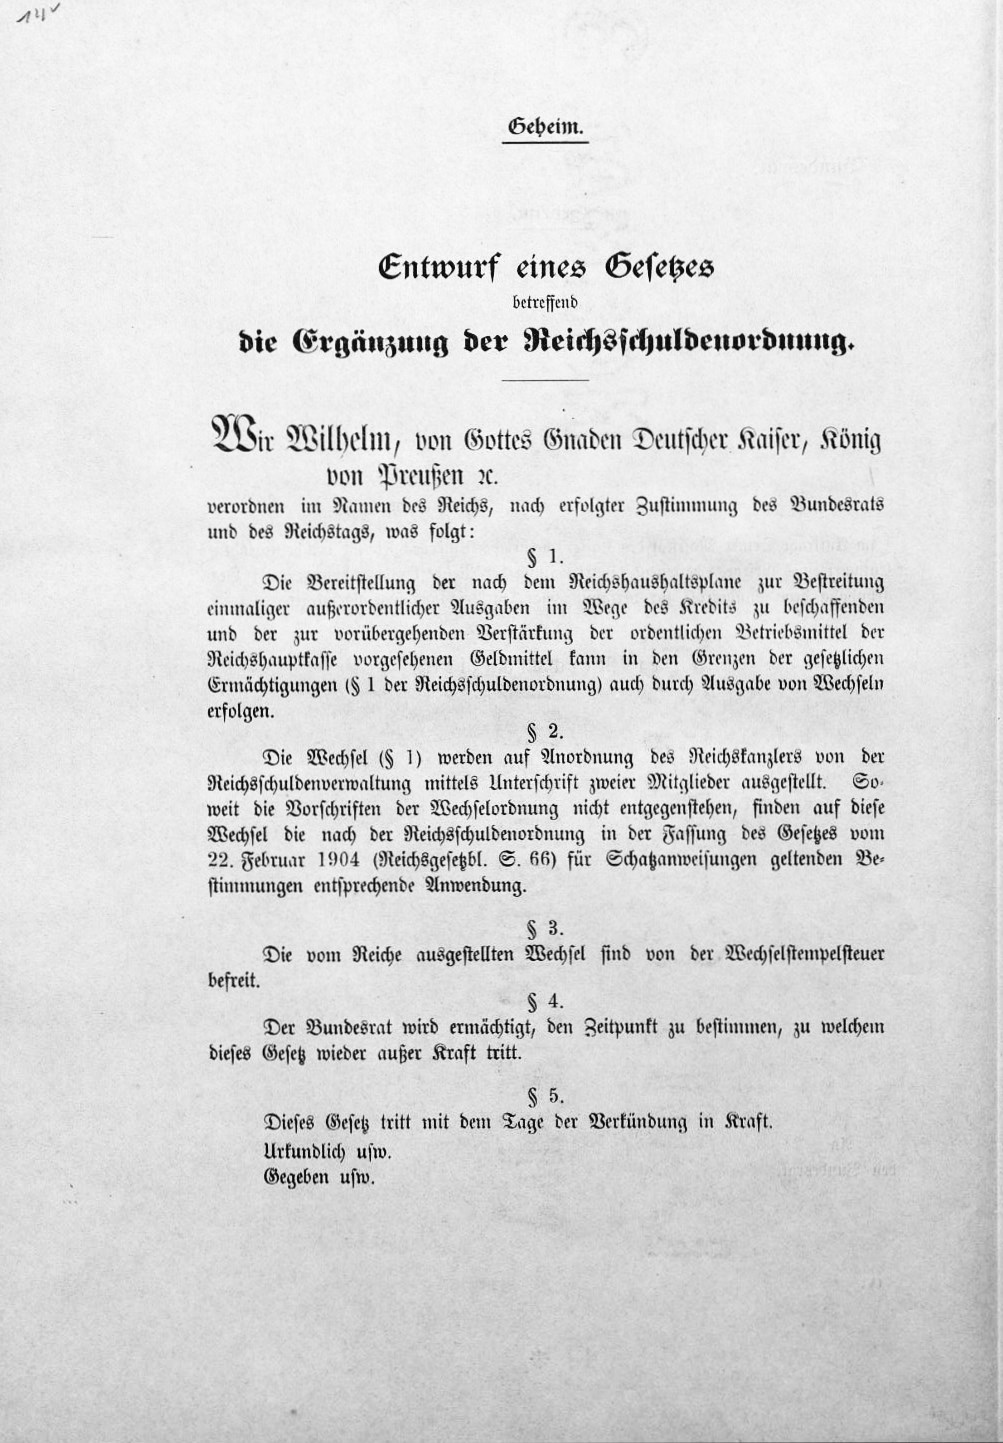 Geheim.
Entwurf eines Gesetzes
betreffend
die Ergänzung der Reichsschuldenordnung.
Wir Wilhelm, von Gottes Gnaden Deutscher Kaiser, König
von Preußen ꝛc.
verordnen im Namen des Reichs, nach erfolgter Zustimmung des Bundesrats
und des Reichstags, was folgt:
§ 1.
Die Bereitstellung der nach dem Reichshaushaltsplane zur Bestreitung
einmaliger außerordentlicher Ausgaben im Wege des Kredits zu beschaffenden
und der zur vorübergehenden Verstärkung der ordentlichen Betriebsmittel der
Reichshauptkasse vorgesehenen Geldmittel kann in den Grenzen der gesetzlichen
Ermächtigungen (§ 1 der Reichsschuldenordnung) auch durch Ausgabe von Wechseln
erfolgen.
§ 2.
Die Wechsel (§ 1) werden auf Anordnung des Reichskanzlers von der
Reichsschuldenverwaltung mittels Unterschrift zweier Mitglieder ausgestellt. So-
weit die Vorschriften der Wechselordnung nicht entgegenstehen, finden auf diese
Wechsel die nach der Reichsschuldenordnung in der Fassung des Gesetzes vom
22. Februar 1904 (Reichsgesetzbl. S. 66) für Schatzanweisungen geltenden Be-
stimmungen entsprechende Anwendung.
§ 3.
Die vom Reiche ausgestellten Wechsel sind von der Wechselstempelsteuer
befreit.
§ 4.
Der Bundesrat wird ermächtigt, den Zeitpunkt zu bestimmen, zu welchem
dieses Gesetz wieder außer Kraft tritt.
§ 5.
Dieses Gesetz tritt mit dem Tage der Verkündung in Kraft.
Urkundlich usw.
Gegeben usw.